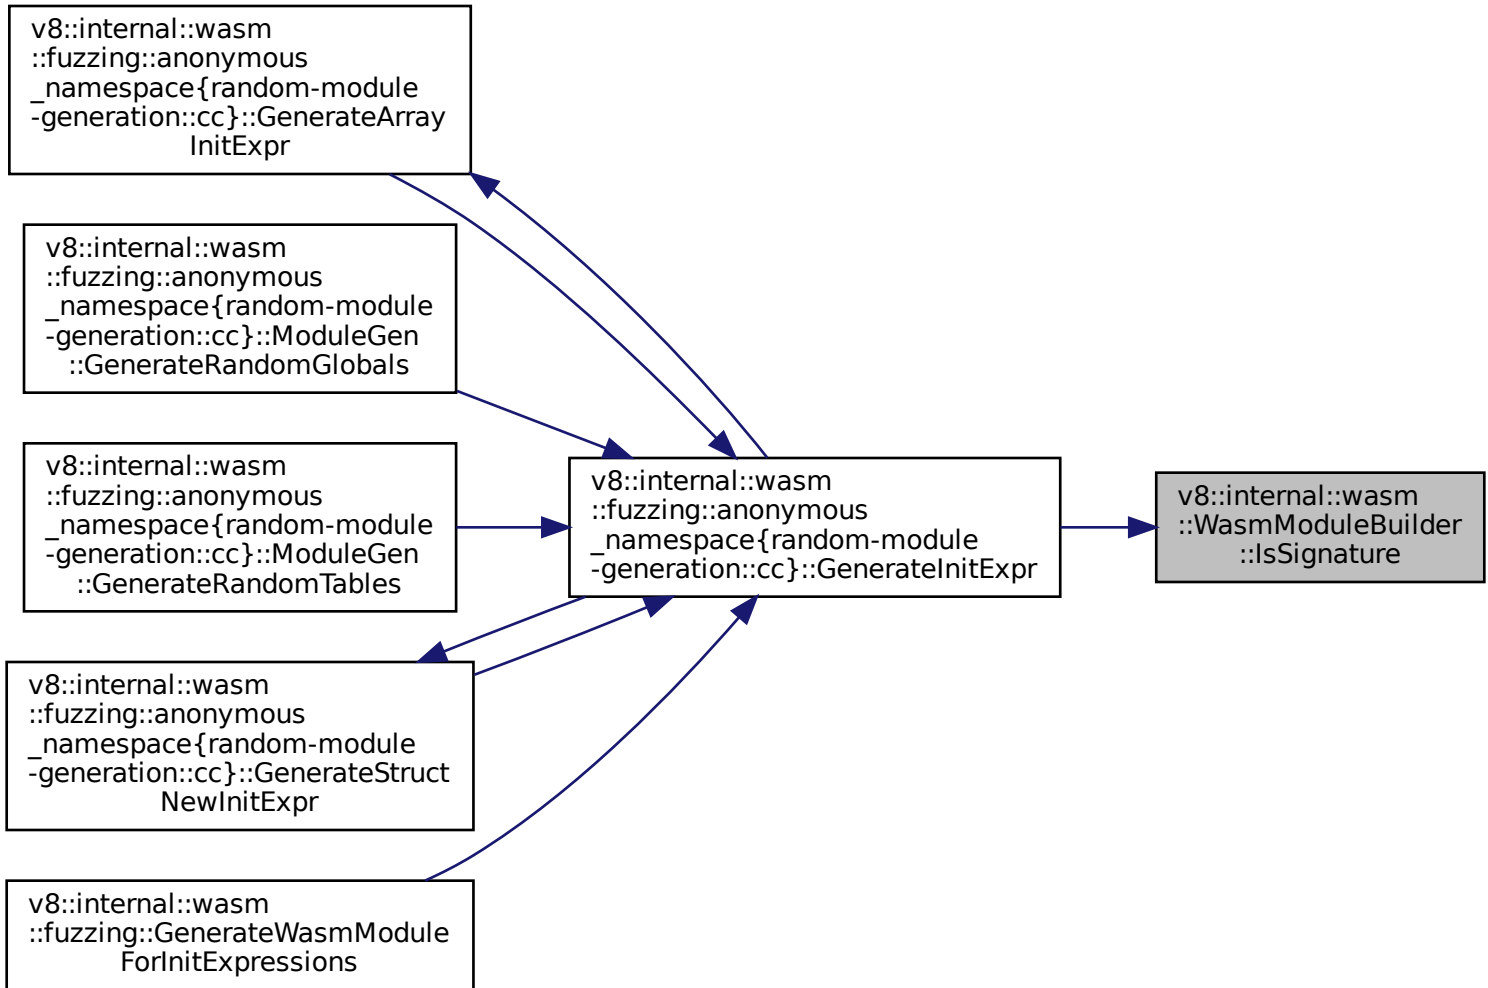 v8::internal::wasm
::fuzzing::anonymous
_namespace{random-module
-generation::cc}::GenerateArray
InitExpr
v8::internal::wasm
::fuzzing::anonymous
_namespace{random-module
-generation::cc}::ModuleGen
::GenerateRandomGlobals
v8::internal::wasm
::fuzzing::anonymous
_namespace{random-module
-generation::cc}::ModuleGen
::GenerateRandomTables
v8::internal::wasm
::fuzzing::anonymous
_namespace{random-module
-generation::cc}::GenerateStruct
NewInitExpr
v8::internal::wasm
::fuzzing::GenerateWasmModule
ForInitExpressions
v8::internal::wasm
::fuzzing::anonymous
_namespace{random-module
-generation::cc}::GenerateInitExpr
v8::internal::wasm
::WasmModuleBuilder
::IsSignature